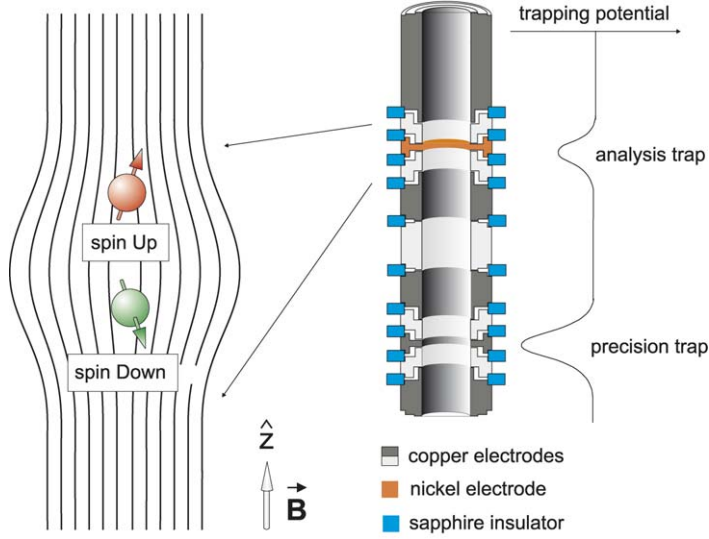 trapping potential
analysis trap
spin Up
spin Down
precision trap
ẑ
B⃗
copper electrodes
nickel electrode
sapphire insulator